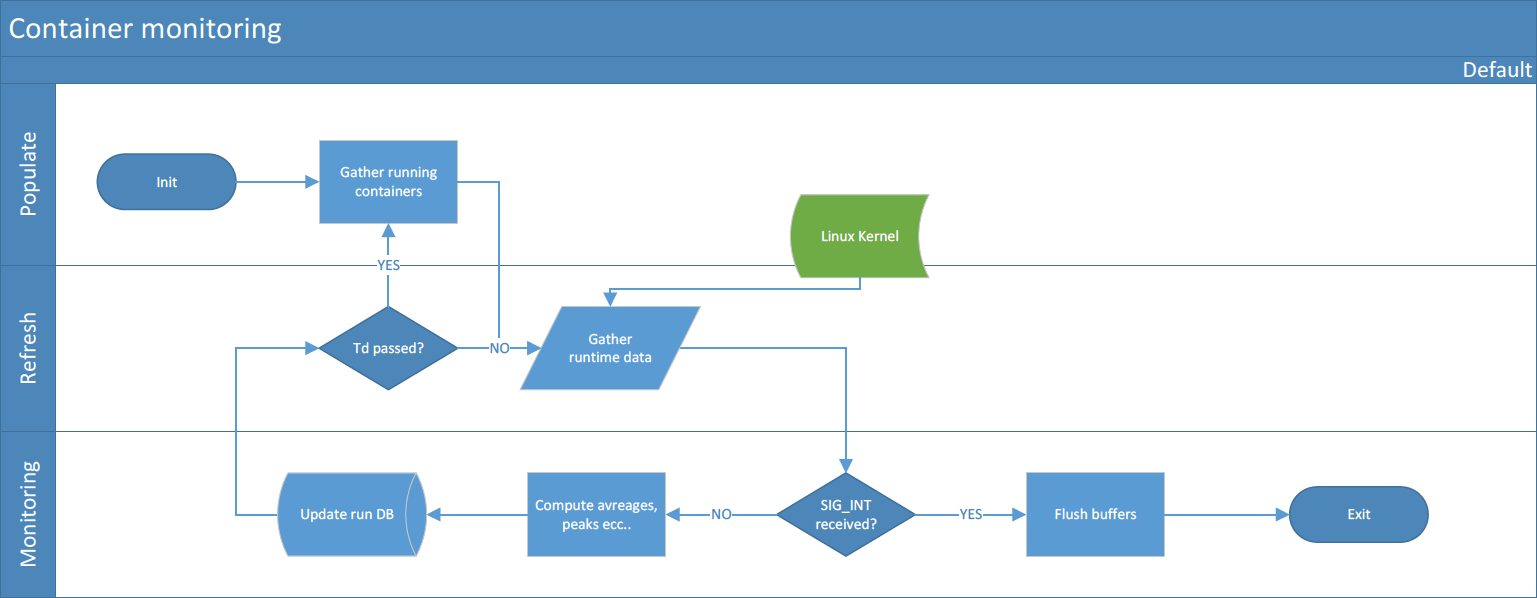 Container monitoring
Default
Populate
Init
Gather running
containers
Linux Kernel
YES
Refresh
Td passed?
NO
Gather
runtime data
Monitoring
Update run DB
Compute avreages,
peaks ecc..
NO
SIG_INT
received?
YES
Flush buffers
Exit